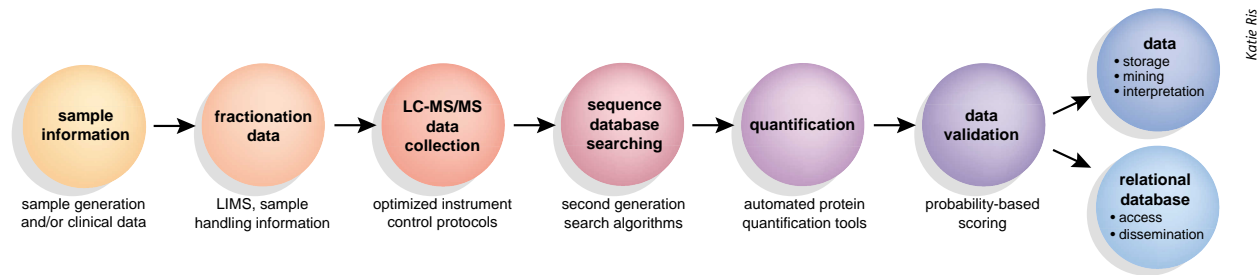 sample
information
sample generation
and/or clinical data
fractionation
data
LIMS, sample
handling information
LC-MS/MS
data
collection
optimized instrument
control protocols
sequence
database
searching
second generation
search algorithms
quantification
automated protein
quantification tools
data
validation
probability-based
scoring
data
• storage
• mining
• interpretation
relational
database
• access
• dissemination
Katie Ris